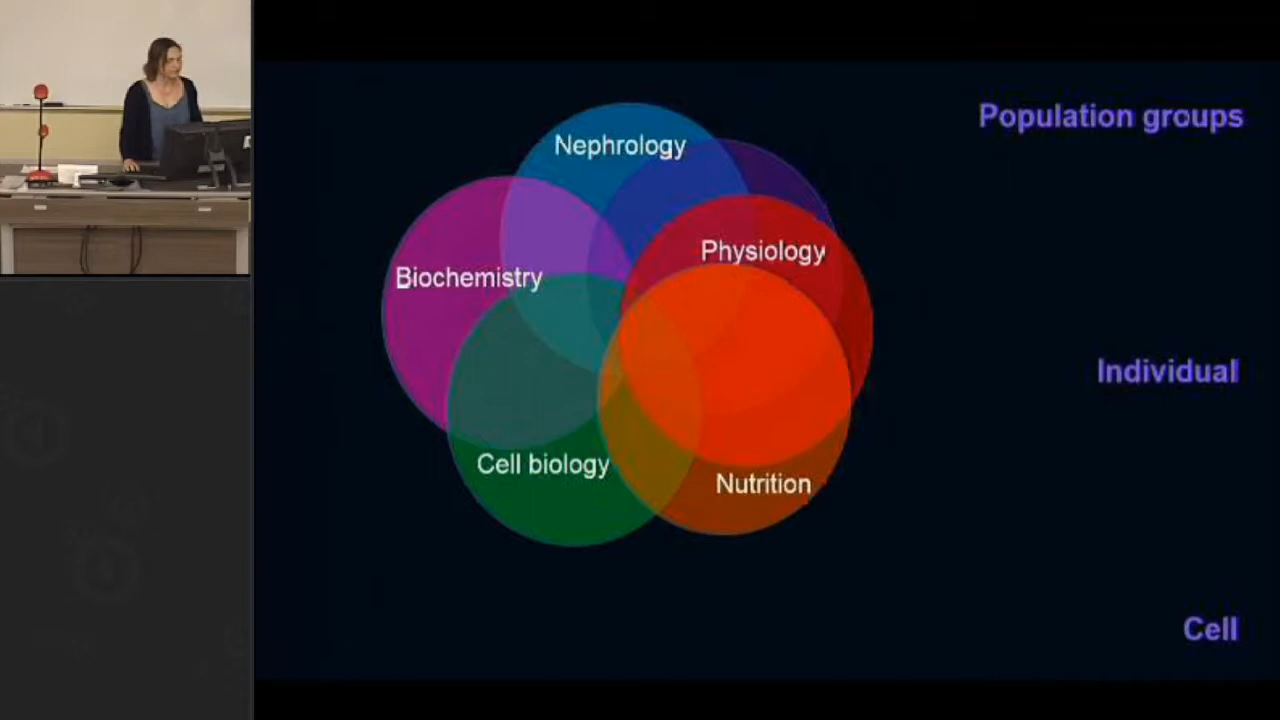 Population groups
Nephrology
Physiology
Biochemistry
Individual
Cell biology
Nutrition
Cell